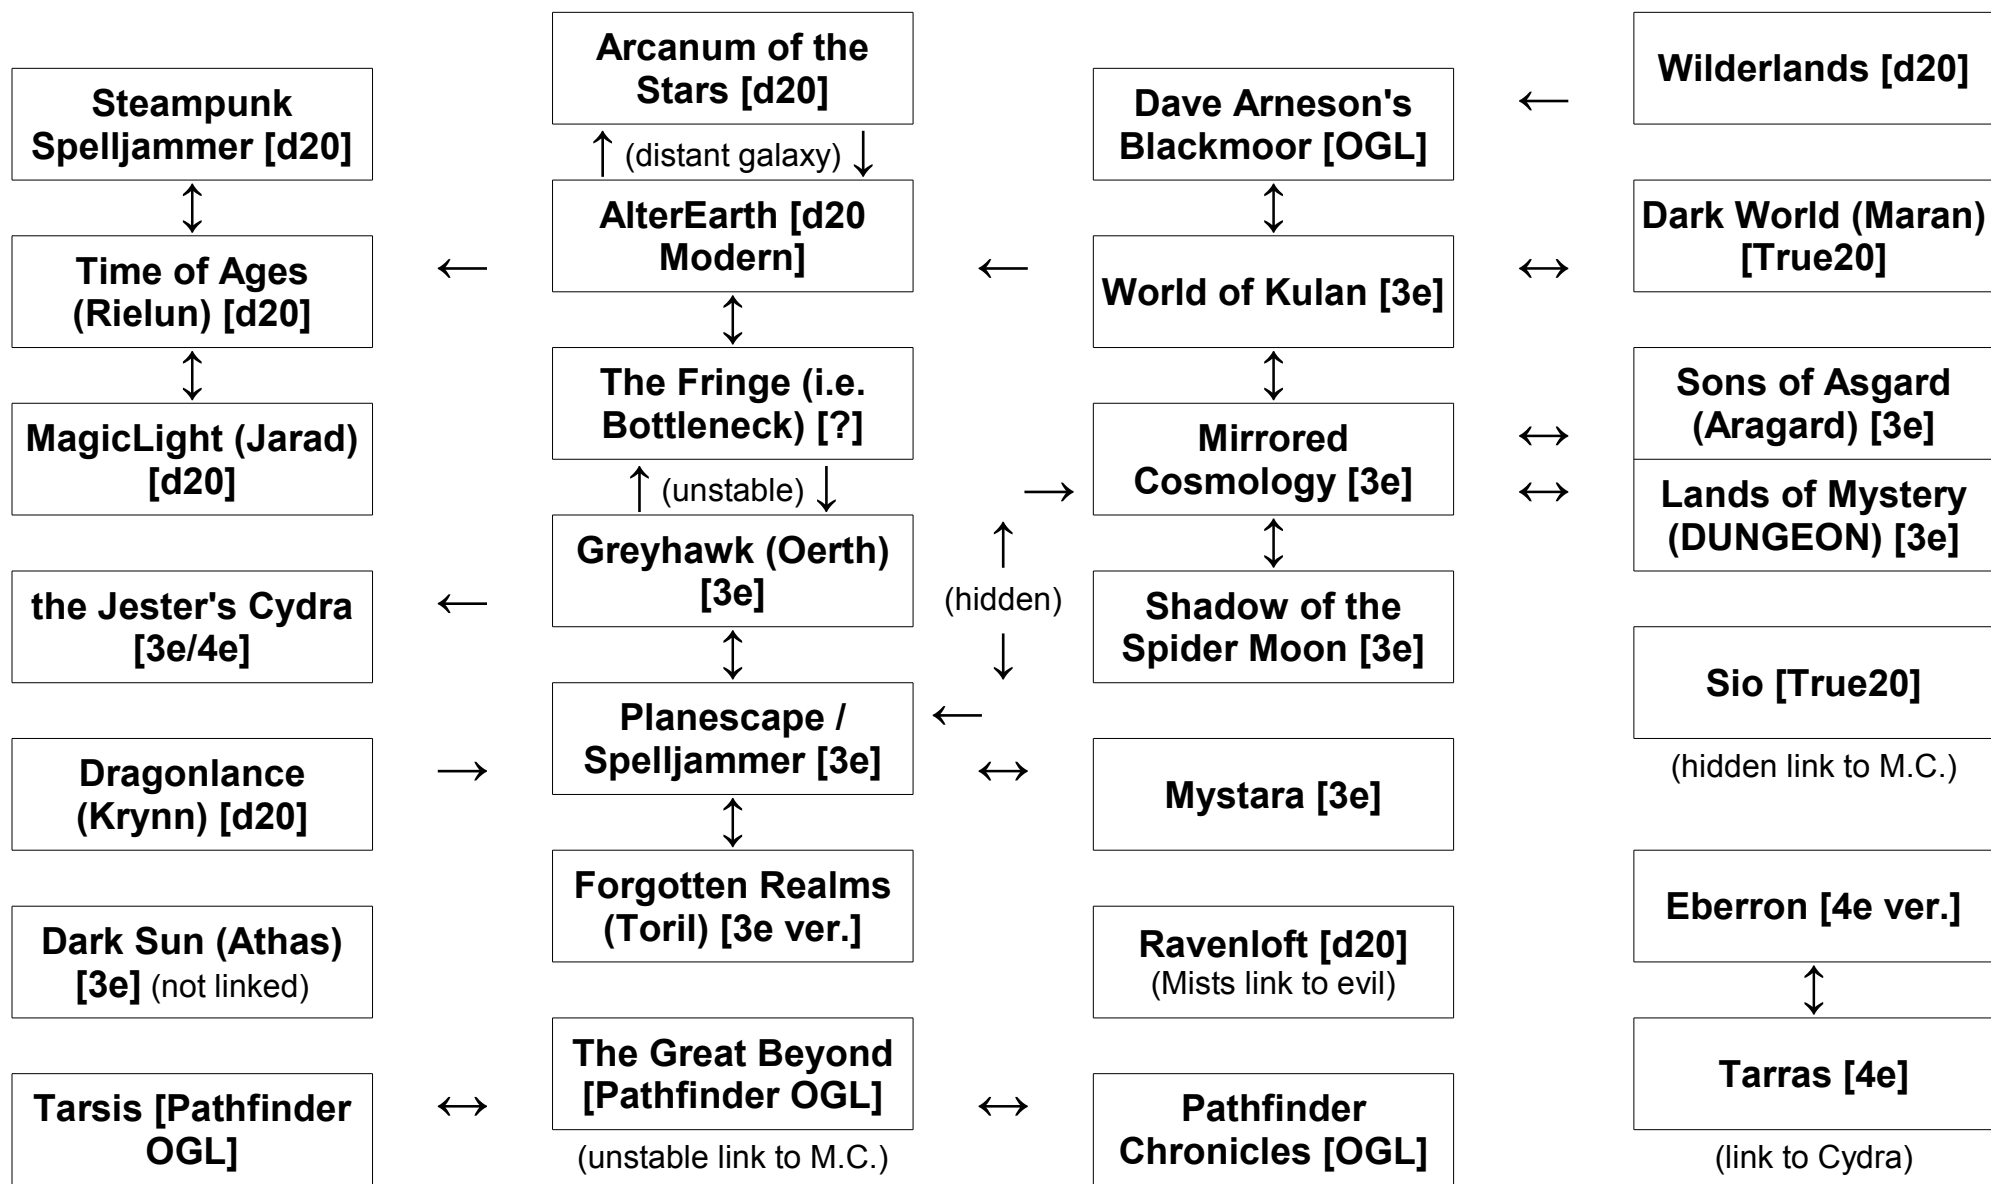 Steampunk
Spelljammer [d20]
Time of Ages
(Rielun) [d20]
MagicLight (Jarad)
[d20]
the Jester's Cydra
[3e/4e]
Dragonlance
(Krynn) [d20]
Dark Sun (Athas)
[3e] (not linked)
Tarsis [Pathfinder
OGL]
Arcanum of the
Stars [d20]
↑ (distant galaxy) ↓
AlterEarth [d20
Modern]
The Fringe (i.e.
Bottleneck) [?]
↑ (unstable) ↓
Greyhawk (Oerth)
[3e]
Planescape /
Spelljammer [3e]
Forgotten Realms
(Toril) [3e ver.]
The Great Beyond
[Pathfinder OGL]
(unstable link to M.C.)
(hidden)
Dave Arneson's
Blackmoor [OGL]
World of Kulan [3e]
Mirrored
Cosmology [3e]
Shadow of the
Spider Moon [3e]
Mystara [3e]
Ravenloft [d20]
(Mists link to evil)
Pathfinder
Chronicles [OGL]
Wilderlands [d20]
Dark World (Maran)
[True20]
Sons of Asgard
(Aragard) [3e]
Lands of Mystery
(DUNGEON) [3e]
Sio [True20]
(hidden link to M.C.)
Eberron [4e ver.]
Tarras [4e]
(link to Cydra)